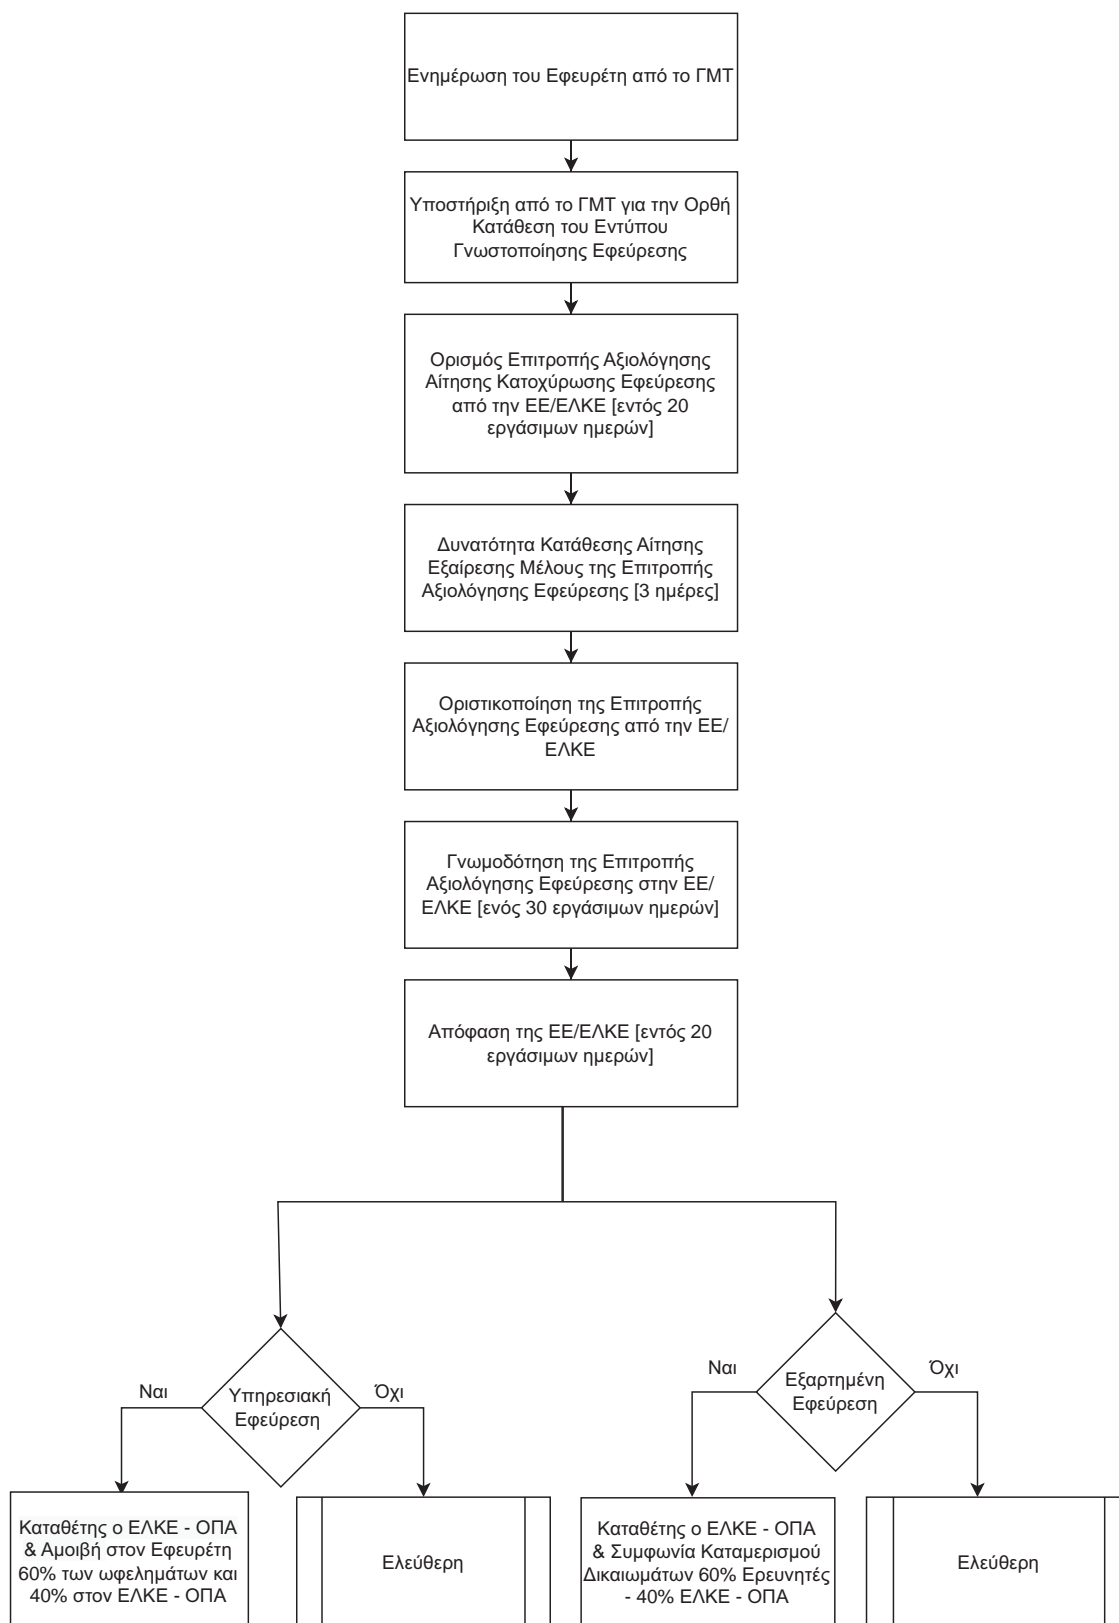 Ενημέρωση του Εφευρέτη από το ΓΜΤ
Υποστήριξη από το ΓΜΤ για την Ορθή
Κατάθεση του Εντύπου
Γνωστοποίησης Εφεύρεσης
Ορισμός Επιτροπής Αξιολόγησης
Αίτησης Κατοχύρωσης Εφεύρεσης
από την ΕΕ/ΕΛΚΕ [εντός 20
εργάσιμων ημερών]
Δυνατότητα Κατάθεσης Αίτησης
Εξαίρεσης Μέλους της Επιτροπής
Αξιολόγησης Εφεύρεσης [3 ημέρες]
Οριστικοποίηση της Επιτροπής
Αξιολόγησης Εφεύρεσης από την ΕΕ/
ΕΛΚΕ
Γνωμοδότηση της Επιτροπής
Αξιολόγησης Εφεύρεσης στην ΕΕ/
ΕΛΚΕ [ενός 30 εργάσιμων ημερών]
Απόφαση της ΕΕ/ΕΛΚΕ [εντός 20
εργάσιμων ημερών]
Ναι
Υπηρεσιακή
Εφεύρεση
Όχι
Ναι
Εξαρτημένη
Εφεύρεση
Όχι
Καταθέτης ο ΕΛΚΕ - ΟΠΑ
& Αμοιβή στον Εφευρέτη
60% των ωφελημάτων και
40% στον ΕΛΚΕ - ΟΠΑ
Ελεύθερη
Καταθέτης ο ΕΛΚΕ - ΟΠΑ
& Συμφωνία Καταμερισμού
Δικαιωμάτων 60% Ερευνητές
- 40% ΕΛΚΕ - ΟΠΑ
Ελεύθερη